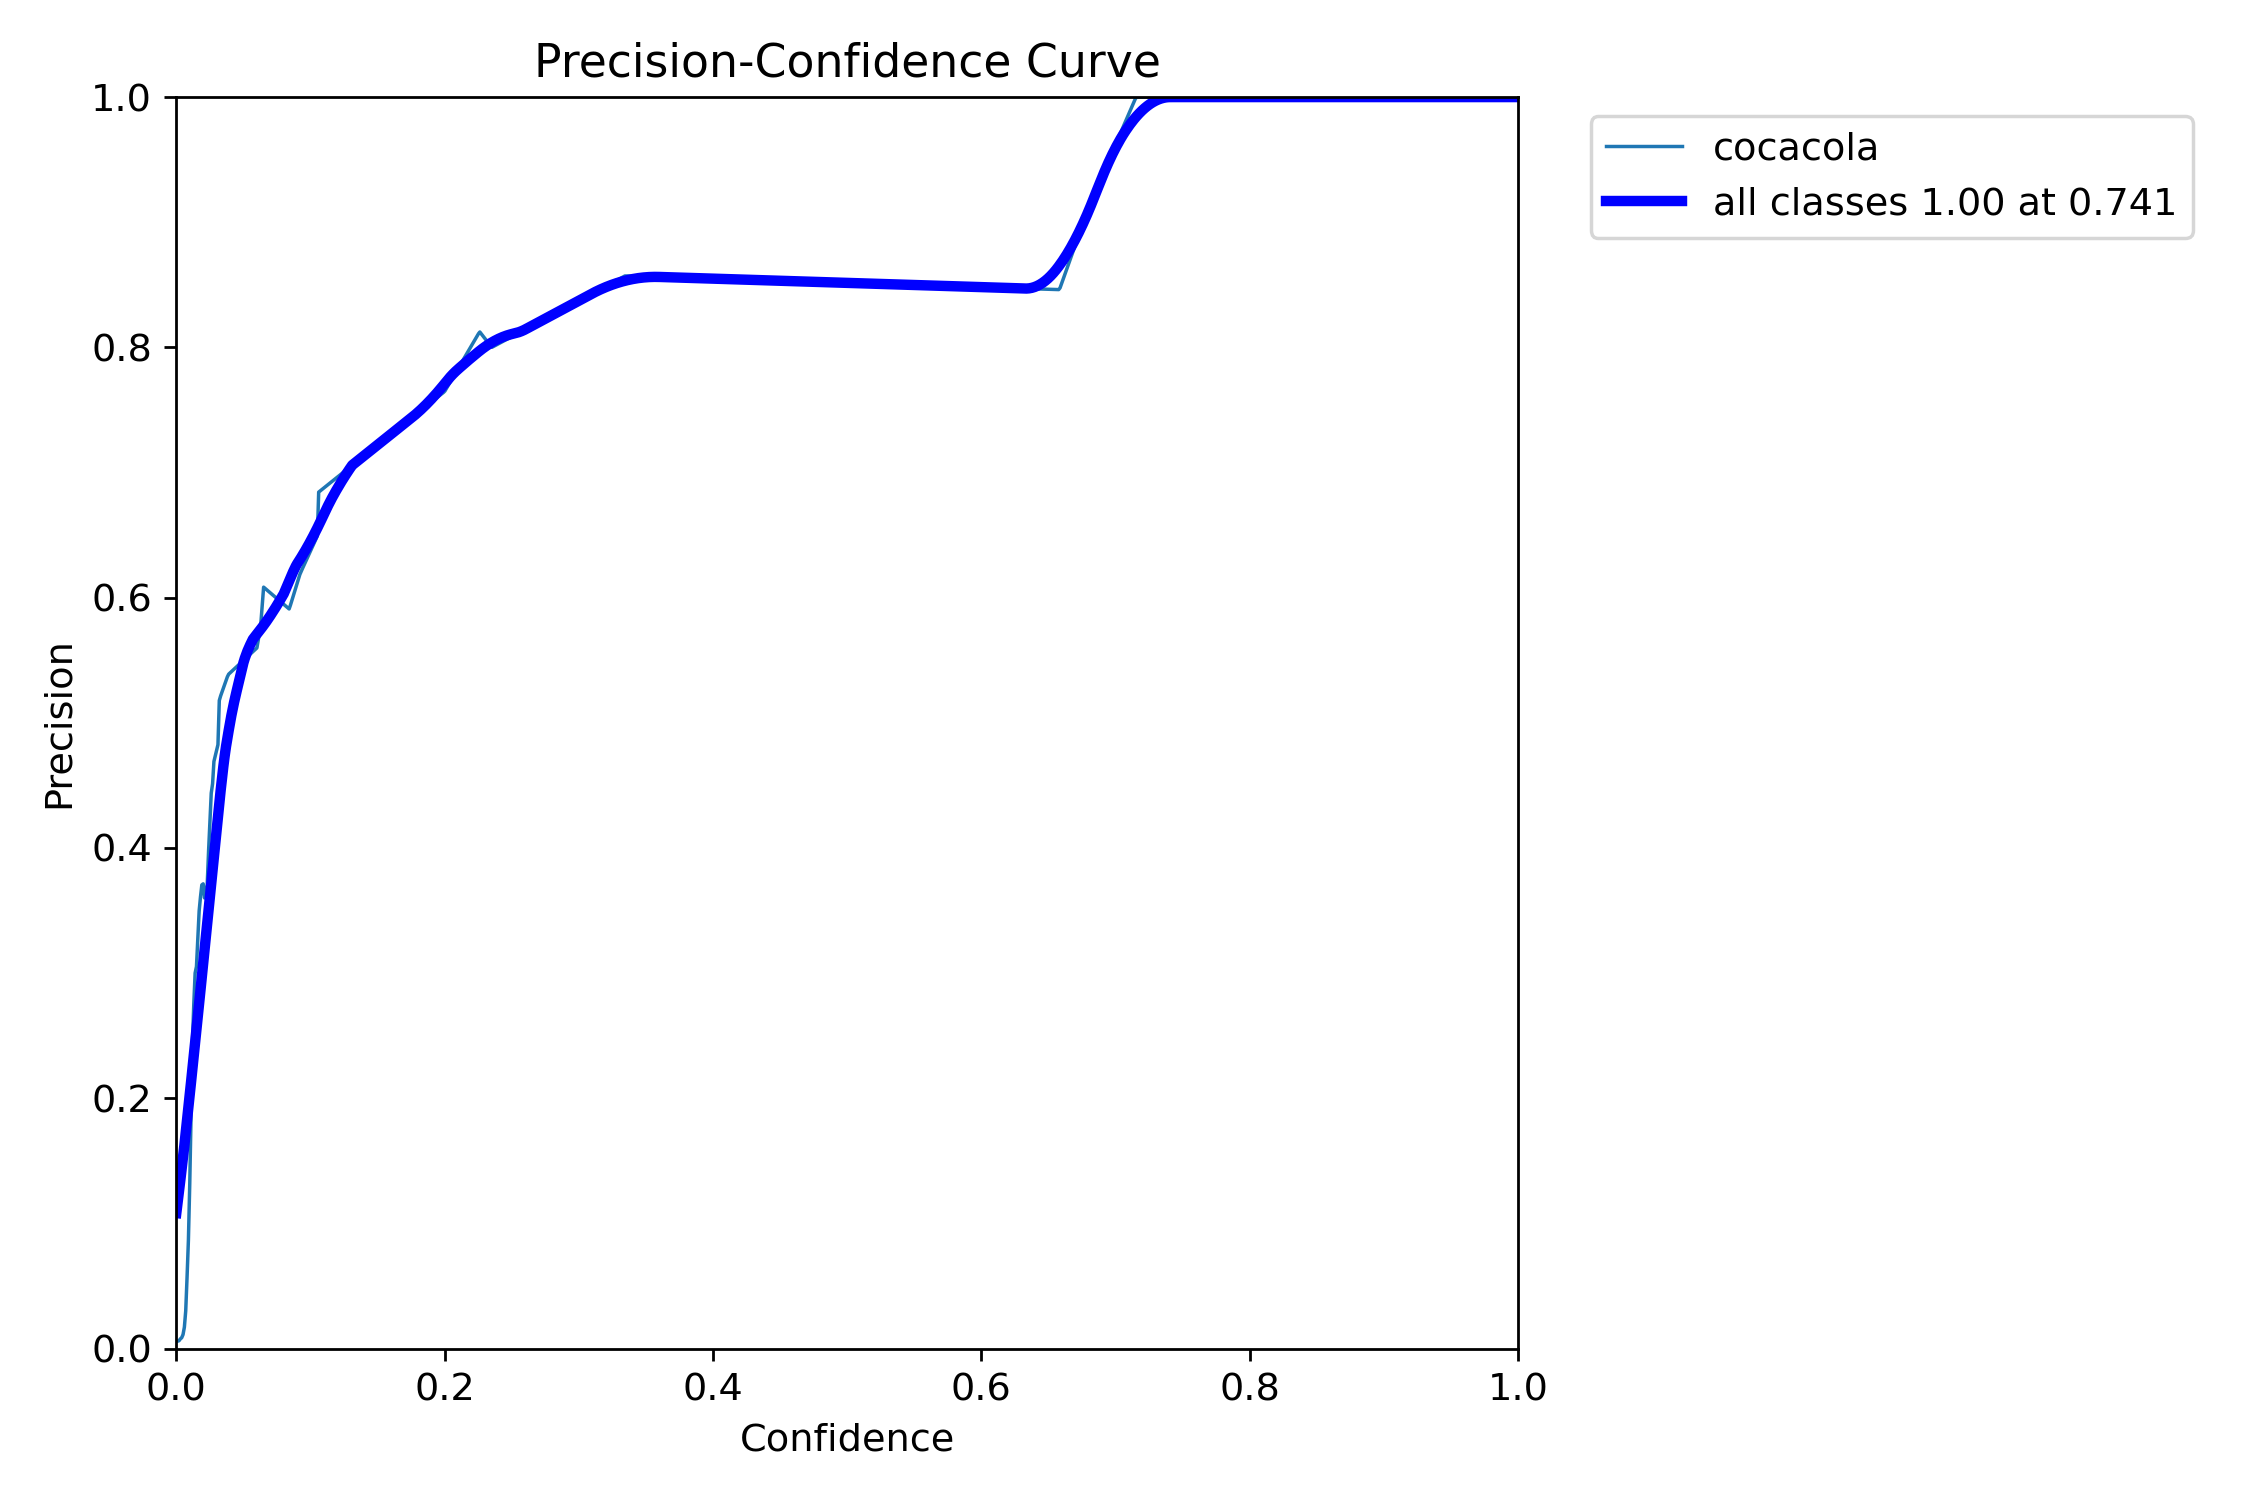 Precision-Confidence Curve
cocacola
all classes 1.00 at 0.741
1.0
0.8
0.6
0.4
0.2
0.0
Precision
0.0 0.2 0.4 0.6 0.8 1.0
Confidence